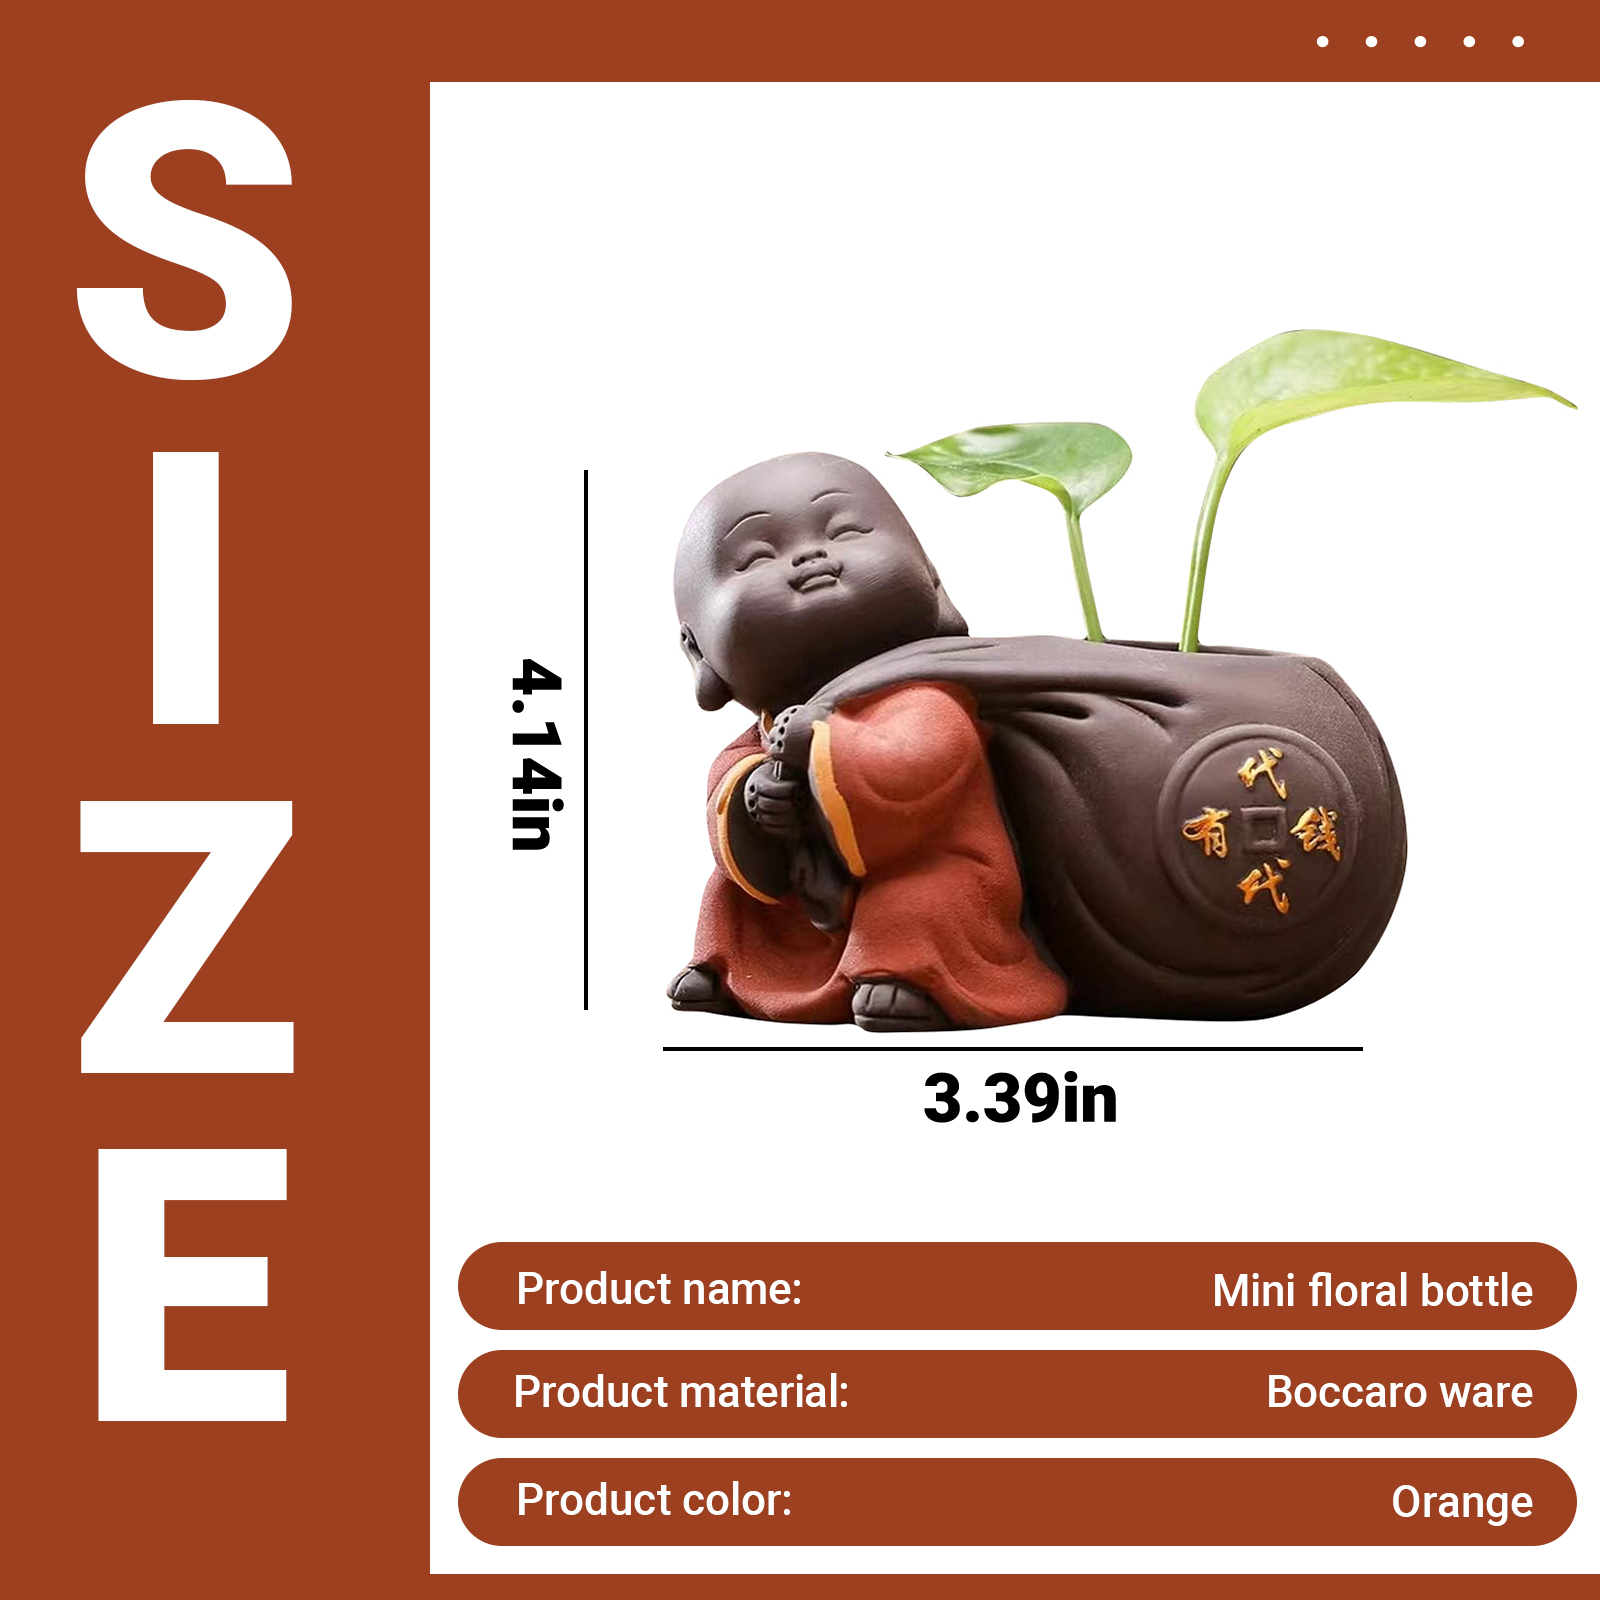 SIZE
4.14in
代
有 钱
代
3.39in
Product name: Mini floral bottle
Product material: Boccaro ware
Product color: Orange